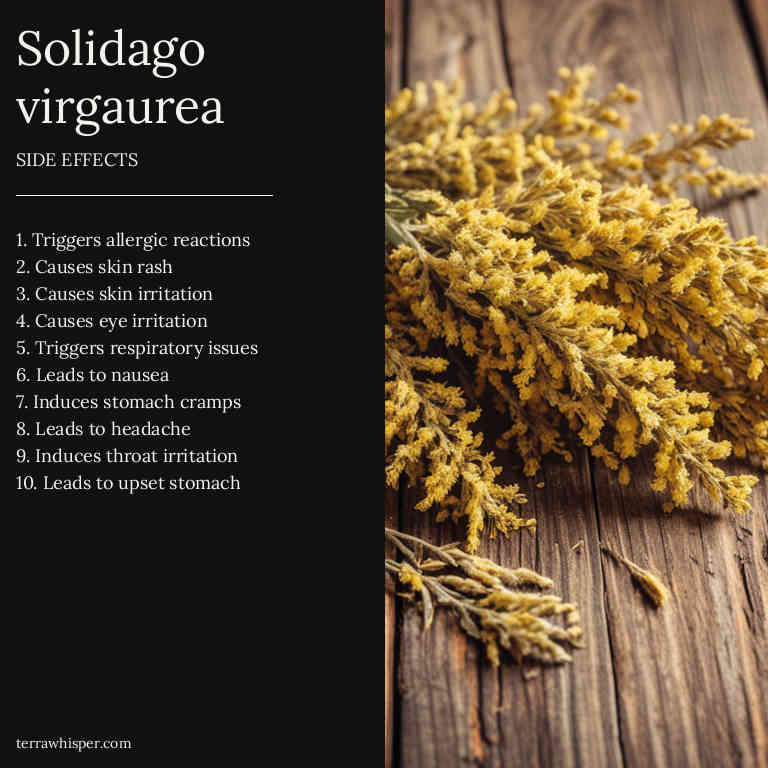 Solidago
virgaurea
SIDE EFFECTS
1. Triggers allergic reactions
2. Causes skin rash
3. Causes skin irritation
4. Causes eye irritation
5. Triggers respiratory issues
6. Leads to nausea
7. Induces stomach cramps
8. Leads to headache
9. Induces throat irritation
10. Leads to upset stomach
terrawhisper.com